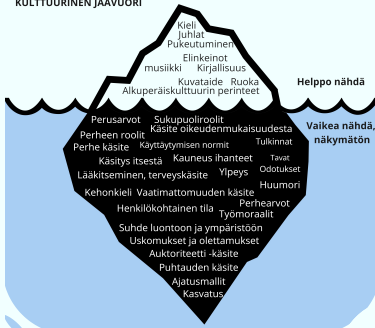 KULTTUURINEN JÄÄVUORI
Kieli
Juhlat
Pukeutuminen
Elinkeinot
musiikki Kirjallisuus
Kuvataide Ruoka
Alkuperäiskulttuurin perinteet
Helppo nähdä
Perusarvot Sukupuoliroolit
Käsite oikeudenmukaisuudesta
Perheen roolit
Vaikea nähdä,
näkymätön
Perhe käsite Käyttäytymisen normit Tulkinnat
Käsitys itsestä Kauneus ihanteet Tavat
Lääkitseminen, terveyskäsite Ylpeys Odotukset
Huumori
Kehonkieli Vaatimattomuuden käsite
Henkilökohtainen tila Perhearvot
Työmoraalit
Suhde luontoon ja ympäristöön
Uskomukset ja olettamukset
Auktoriteetti -käsite
Puhtauden käsite
Ajatusmallit
Kasvatus